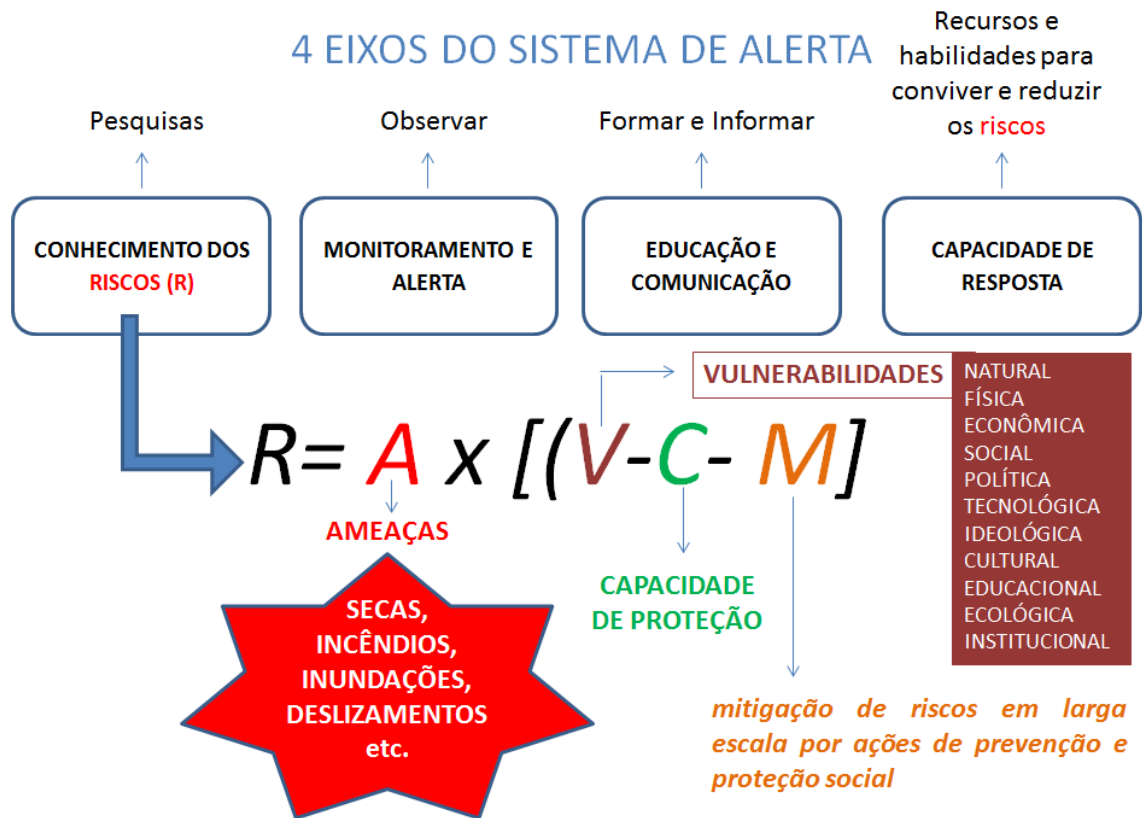 4 EIXOS DO SISTEMA DE ALERTA
Recursos e
habilidades para
conviver e reduzir
os riscos
Pesquisas
Observar
Formar e Informar
CONHECIMENTO DOS
RISCOS (R)
MONITORAMENTO E
ALERTA
EDUCAÇÃO E
COMUNICAÇÃO
CAPACIDADE DE
RESPOSTA
VULNERABILIDADES
NATURAL
FÍSICA
ECONÔMICA
SOCIAL
POLÍTICA
TECNOLÓGICA
IDEOLÓGICA
CULTURAL
EDUCACIONAL
ECOLÓGICA
INSTITUCIONAL
R= A x [(V-C- M]
AMEAÇAS
SECAS,
INCÊNDIOS,
INUNDAÇÕES,
DESLIZAMENTOS
etc.
CAPACIDADE
DE PROTEÇÃO
mitigação de riscos em larga
escala por ações de prevenção e
proteção social